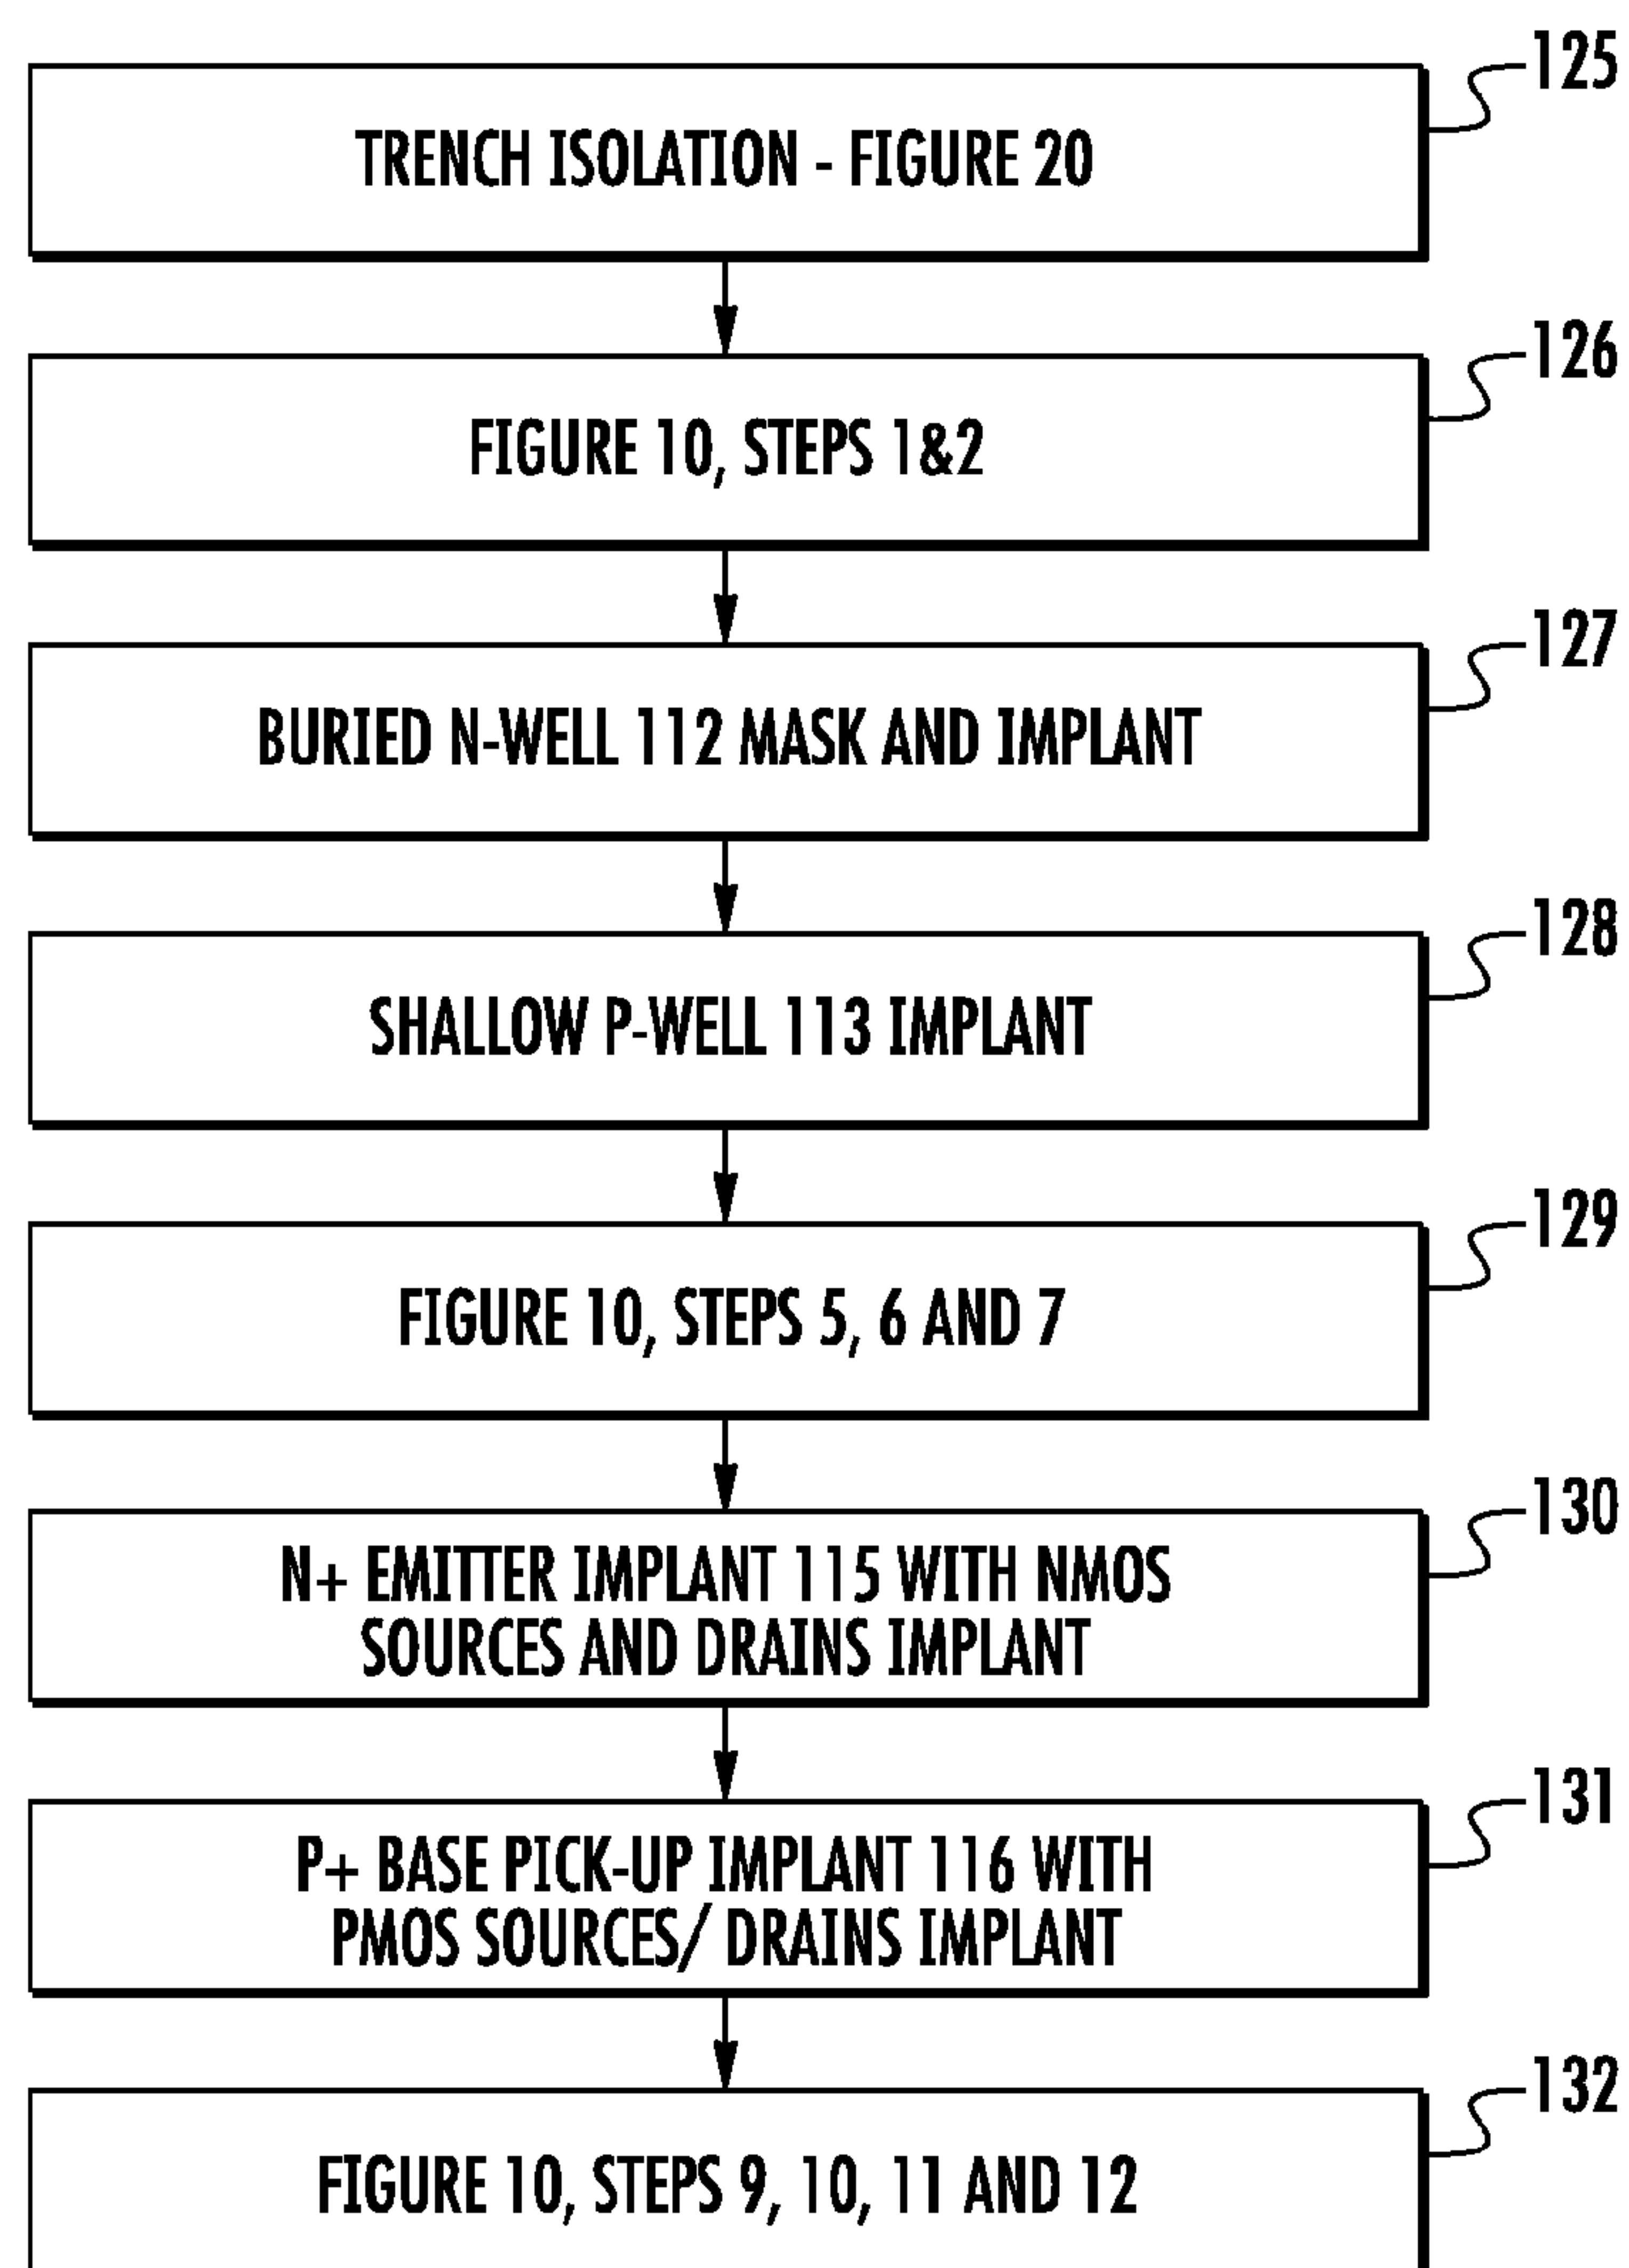 125
TRENCH ISOLATION - FIGURE 20
126
FIGURE 10, STEPS 1&2
127
BURIED N-WELL 112 MASK AND IMPLANT
128
SHALLOW P-WELL 113 IMPLANT
129
FIGURE 10, STEPS 5, 6 AND 7
130
N+ EMITTER IMPLANT 115 WITH NMOS
SOURCES AND DRAINS IMPLANT
131
P+ BASE PICK-UP IMPLANT 116 WITH
PMOS SOURCES/ DRAINS IMPLANT
132
FIGURE 10, STEPS 9, 10, 11 AND 12